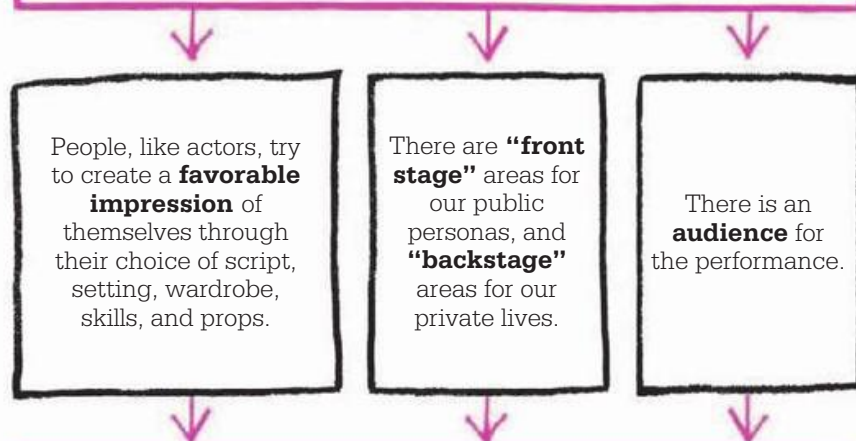 People, like actors, try
to create a favorable
impression of
themselves through
their choice of script,
setting, wardrobe,
skills, and props.
There are “front
stage” areas for
our public
personas, and
“backstage”
areas for our
private lives.
There is an
audience for
the performance.